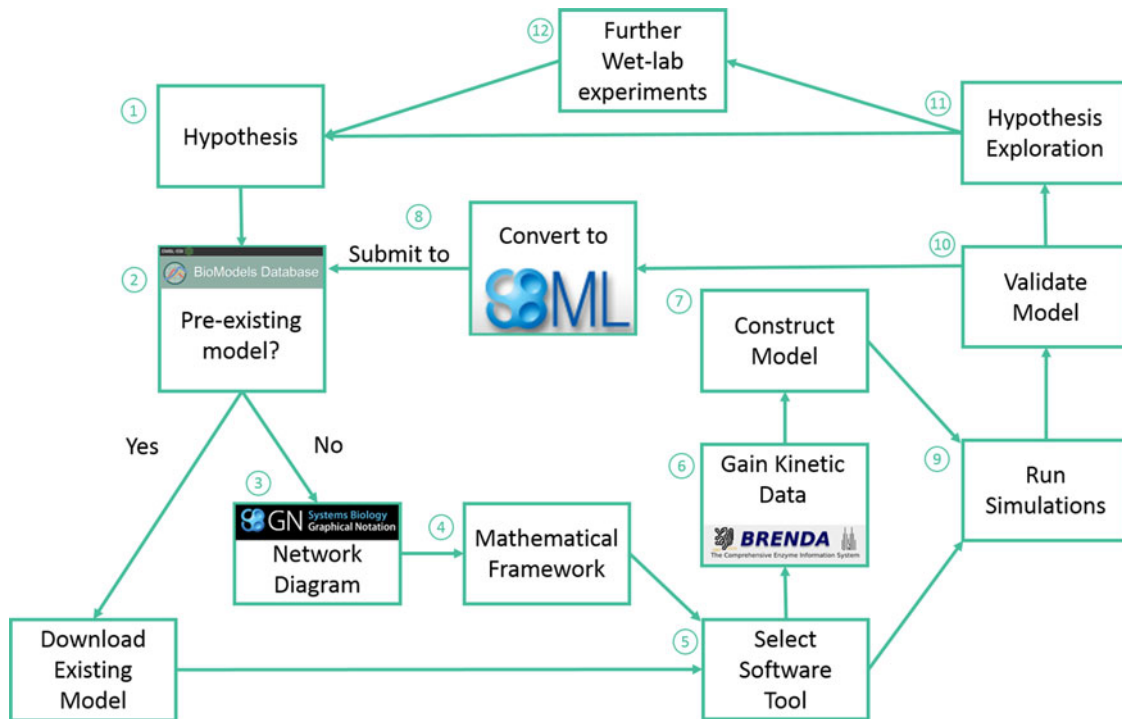 1
Hypothesis
2
BioModels Database
Pre-existing
model?
Yes
No
3
GN Systems Biology
Graphical Notation
Network
Diagram
4
Mathematical
Framework
Download
Existing
Model
5
Select
Software
Tool
6
Gain Kinetic
Data
BRENDA
The Comprehensive Enzyme Information System
7
Construct
Model
8
Submit to
Convert to
ML
9
Run
Simulations
10
Validate
Model
11
Hypothesis
Exploration
12
Further
Wet-lab
experiments